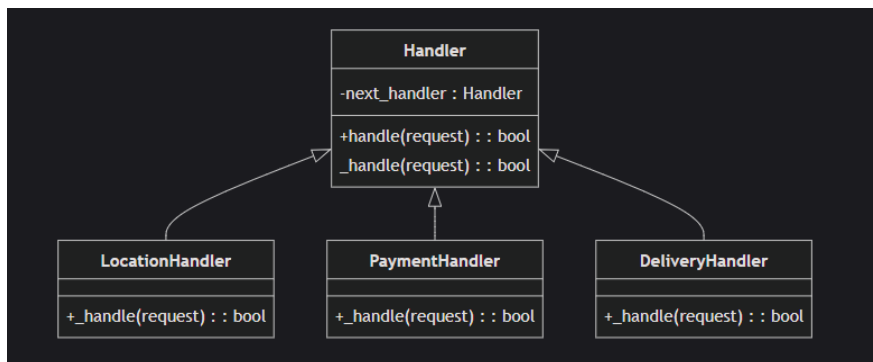 Handler
-next_handler : Handler
+handle(request) : : bool
_handle(request) : : bool
LocationHandler
+_handle(request) : : bool
PaymentHandler
+_handle(request) : : bool
DeliveryHandler
+_handle(request) : : bool